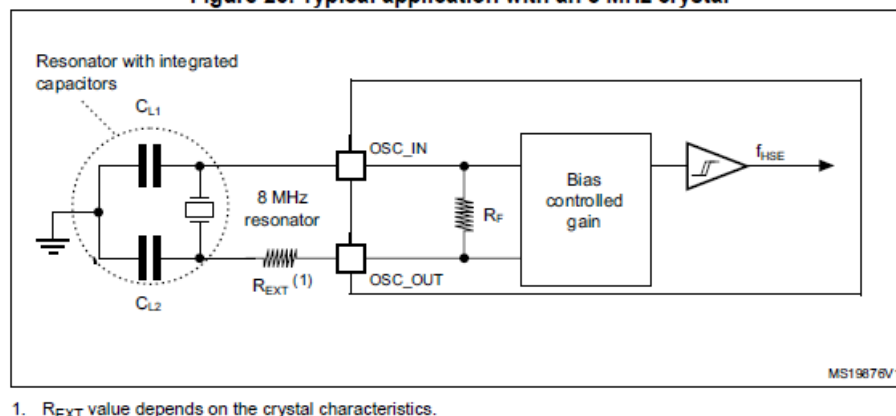 Resonator with integrated
capacitors
CL1
OSC_IN
fHSE
8 MHz
resonator
RF
Bias
controlled
gain
REXT (1)
OSC_OUT
CL2
MS19876V1
1. REXT value depends on the crystal characteristics.